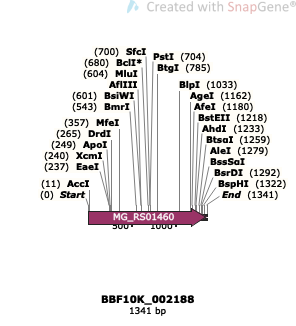 Created with SnapGene®
(700) SfcI PstI (704)
(680) BclI* BtgI (785)
(604) MluI
AflIII BlpI (1033)
(601) BsiWI AgeI (1162)
(543) BmrI AfeI (1180)
BstEII (1218)
(357) MfeI AhdI (1233)
(265) DrdI BtsαI (1259)
(249) ApoI AleI (1279)
(240) XcmI BssSαI
(237) EaeI BsrDI (1292)
(11) AccI BspHI (1322)
(0) Start End (1341)
MG_RS01460
500 1000
BBF10K_002188
1341 bp